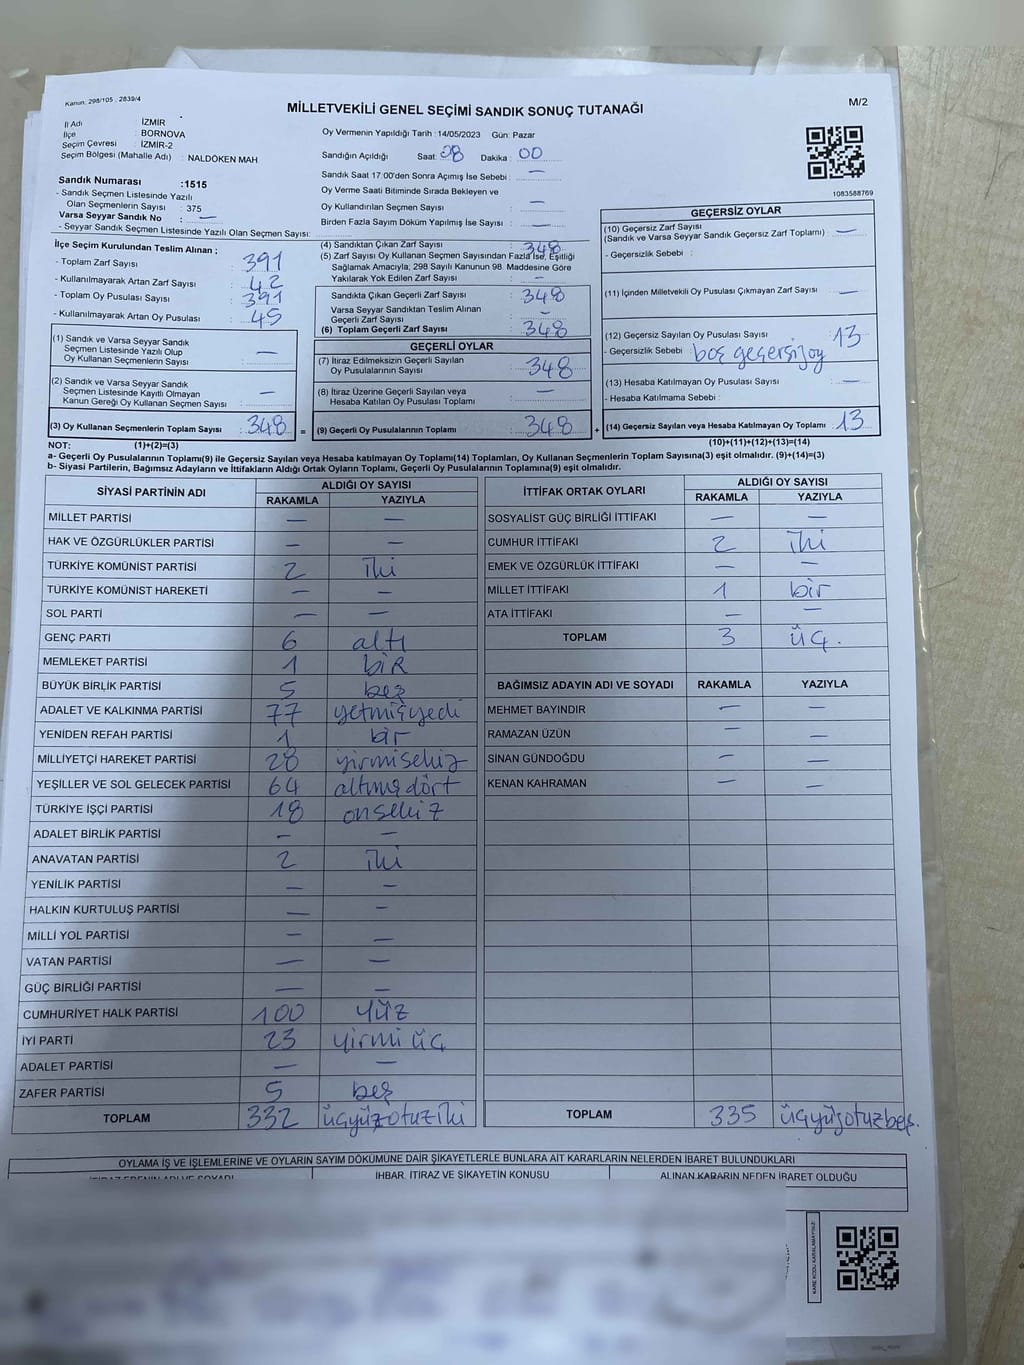 Kanun: 298/105 , 2839/4
MİLLETVEKİLİ GENEL SEÇİMİ SANDIK SONUÇ TUTANAĞI
M/2
İl Adı : İZMİR
İlçe : BORNOVA
Seçim Çevresi : İZMİR-2
Seçim Bölgesi (Mahalle Adı) : NALDÖKEN MAH
Sandık Numarası :1515
- Sandık Seçmen Listesinde Yazılı
Olan Seçmenlerin Sayısı : 375
Varsa Seyyar Sandık No : —
- Seyyar Sandık Seçmen Listesinde Yazılı Olan Seçmen Sayısı:
Oy Vermenin Yapıldığı Tarih : 14/05/2023 Gün: Pazar
Sandığın Açıldığı Saat: 08 Dakika : 00
Sandık Saati 17.00'den Sonra Açımış İse Sebebi : —
Oy Verme Saati Bitiminde Sırada Bekleyen ve
Oy Kullandırılan Seçmen Sayısı : —
Birden Fazla Sayım Döküm Yapılmış İse Sayısı : —
1083588769
İlçe Seçim Kurulundan Teslim Alınan ;
- Toplam Zarf Sayısı : 391
- Kullanılmayarak Artan Zarf Sayısı : 42
- Toplam Oy Pusulası Sayısı : 391
- Kullanılmayarak Artan Oy Pusulası : 45
(1) Sandık ve Varsa Seyyar Sandık
Seçmen Listesinde Yazılı Olup
Oy Kullanan Seçmenlerin Sayısı : —
(2) Sandık ve Varsa Seyyar Sandık
Seçmen Listesinde Kayıtlı Olmayan
Kanun Gereği Oy Kullanan Seçmen Sayısı : —
(3) Oy Kullanan Seçmenlerin Toplam Sayısı : 348 =
(4) Sandıktan Çıkan Zarf Sayısı : 348
(5) Zarf Sayısı Oy Kullanan Seçmen Sayısından Fazla İse, Eşitliği
Sağlamak Amacıyla; 298 Sayılı Kanunun 98. Maddesine Göre
Yakılarak Yok Edilen Zarf Sayısı : —
Sandıkta Çıkan Geçerli Zarf Sayısı : 348
Varsa Seyyar Sandıktan Teslim Alınan
Geçerli Zarf Sayısı : —
(6) Toplam Geçerli Zarf Sayısı : 348
GEÇERLİ OYLAR
(7) İtiraz Edilmeksizin Geçerli Sayılan
Oy Pusulalarının Sayısı : 348
(8) İtiraz Üzerine Geçerli Sayılan veya
Hesaba Katılan Oy Pusulası Toplamı : —
(9) Geçerli Oy Pusulalarının Toplamı : 348 +
GEÇERSİZ OYLAR
(10) Geçersiz Zarf Sayısı
(Sandık ve Varsa Seyyar Sandık Geçersiz Zarf Toplamı) : —
- Geçersizlik Sebebi :
(11) İçinden Milletvekili Oy Pusulası Çıkmayan Zarf Sayısı : —
(12) Geçersiz Sayılan Oy Pusulası Sayısı : 13
- Geçersizlik Sebebi : boş geçersiz oy
(13) Hesaba Katılmayan Oy Pusulası Sayısı : —
- Hesaba Katılmama Sebebi :
(14) Geçersiz Sayılan veya Hesaba Katılmayan Oy Toplamı : 13
NOT: (1)+(2)=(3)
(10)+(11)+(12)+(13)=(14)
a- Geçerli Oy Pusulalarının Toplamı(9) ile Geçersiz Sayılan veya Hesaba katılmayan Oy Toplamı(14) Toplamları, Oy Kullanan Seçmenlerin Toplam Sayısına(3) eşit olmalıdır. (9)+(14)=(3)
b- Siyasi Partilerin, Bağımsız Adayların ve İttifakların Aldığı Ortak Oyların Toplamı, Geçerli Oy Pusulalarının Toplamına(9) eşit olmalıdır.
SİYASİ PARTİNİN ADI ALDIĞI OY SAYISI
RAKAMLA YAZIYLA
MİLLET PARTİSİ — —
HAK VE ÖZGÜRLÜKLER PARTİSİ — —
TÜRKİYE KOMÜNİST PARTİSİ 2 iki
TÜRKİYE KOMÜNİST HAREKETİ — —
SOL PARTİ — —
GENÇ PARTİ 6 altı
MEMLEKET PARTİSİ 1 biR
BÜYÜK BİRLİK PARTİSİ 5 beş
ADALET VE KALKINMA PARTİSİ 77 yetmişyedi
YENİDEN REFAH PARTİSİ 1 bir
MİLLİYETÇİ HAREKET PARTİSİ 28 yirmisekiz
YEŞİLLER VE SOL GELECEK PARTİSİ 64 altmışdört
TÜRKİYE İŞÇİ PARTİSİ 18 onsekiz
ADALET BİRLİK PARTİSİ — —
ANAVATAN PARTİSİ 2 iki
YENİLİK PARTİSİ — —
HALKIN KURTULUŞ PARTİSİ — —
MİLLİ YOL PARTİSİ — —
VATAN PARTİSİ — —
GÜÇ BİRLİĞİ PARTİSİ — —
CUMHURİYET HALK PARTİSİ 100 yüz
İYİ PARTİ 23 yirmi üç
ADALET PARTİSİ — —
ZAFER PARTİSİ 5 beş
TOPLAM 332 üçyüzotuziki
İTTİFAK ORTAK OYLARI ALDIĞI OY SAYISI
RAKAMLA YAZIYLA
SOSYALİST GÜÇ BİRLİĞİ İTTİFAKI — —
CUMHUR İTTİFAKI 2 iki
EMEK VE ÖZGÜRLÜK İTTİFAKI — —
MİLLET İTTİFAKI 1 bir
ATA İTTİFAKI — —
TOPLAM 3 üç.
BAĞIMSIZ ADAYIN ADI VE SOYADI RAKAMLA YAZIYLA
MEHMET BAYINDIR — —
RAMAZAN ÜZÜN — —
SİNAN GÜNDOĞDU — —
KENAN KAHRAMAN — —
TOPLAM 335 üçyüzotuzbeş.
OYLAMA İŞ VE İŞLEMLERİNE VE OYLARIN SAYIM DÖKÜMÜNE DAİR ŞİKAYETLERLE BUNLARA AİT KARARLARIN NELERDEN İBARET BULUNDUKLARI
İTİRAZ EDENİN ADI VE SOYADI İHBAR, İTİRAZ VE ŞİKAYETİN KONUSU ALINAN KARARIN NEDEN İBARET OLDUĞU
KARE KODU KARALAMAYINIZ!